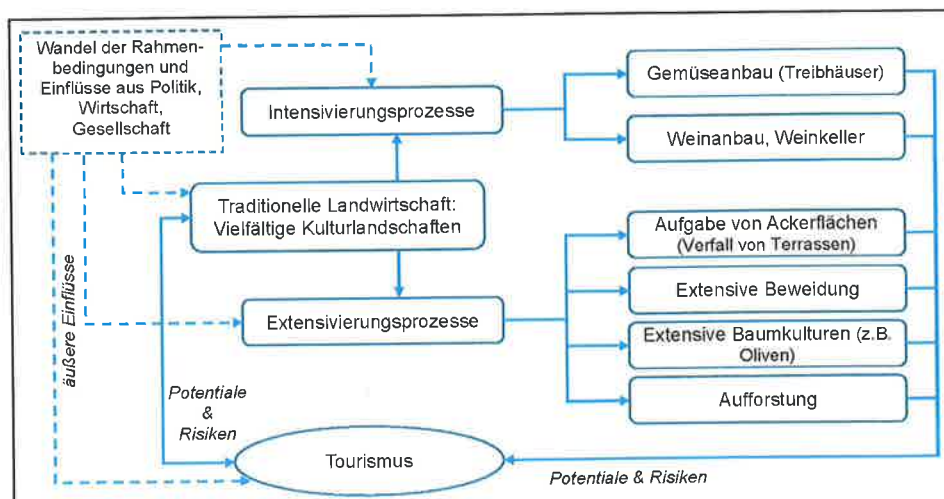 Wandel der Rahmen-
bedingungen und
Einflüsse aus Politik,
Wirtschaft,
Gesellschaft
Intensivierungsprozesse
Gemüseanbau (Treibhäuser)
Weinanbau, Weinkeller
Traditionelle Landwirtschaft:
Vielfältige Kulturlandschaften
Aufgabe von Ackerflächen
(Verfall von Terrassen)
Extensive Beweidung
Extensivierungsprozesse
Extensive Baumkulturen (z.B.
Oliven)
Aufforstung
äußere Einflüsse
Potentiale
&
Risiken
Tourismus
Potentiale & Risiken